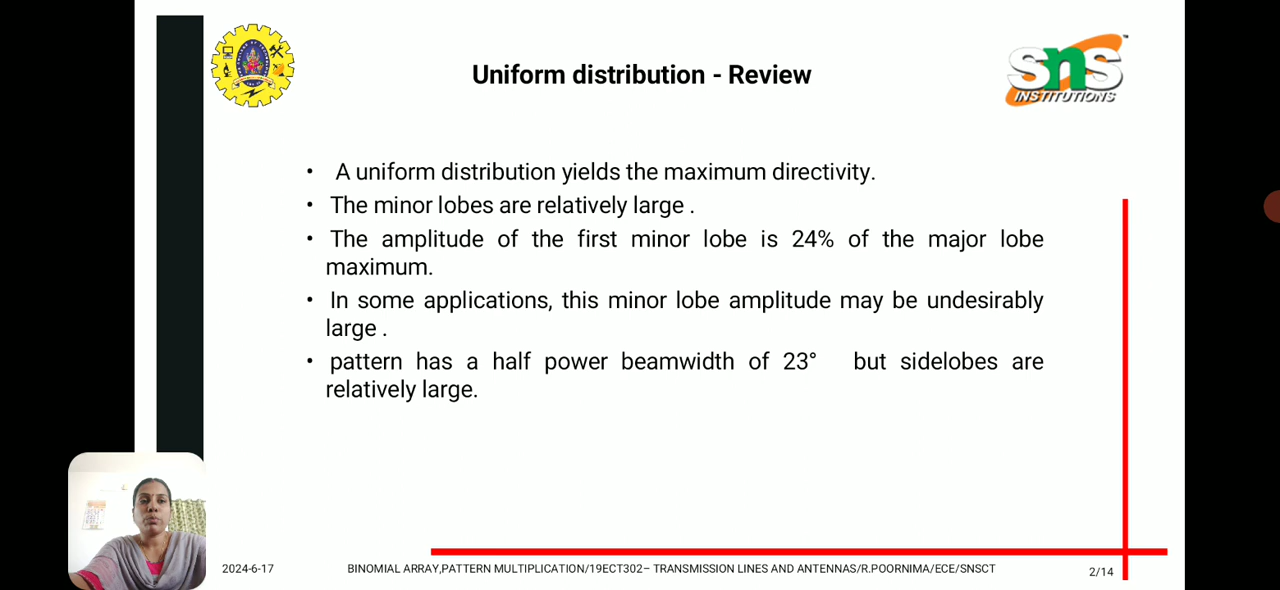 Uniform distribution - Review
SnS
INSTITUTIONS
™
• A uniform distribution yields the maximum directivity.
• The minor lobes are relatively large .
• The amplitude of the first minor lobe is 24% of the major lobe
maximum.
• In some applications, this minor lobe amplitude may be undesirably
large .
• pattern has a half power beamwidth of 23° but sidelobes are
relatively large.
2024-6-17
BINOMIAL ARRAY,PATTERN MULTIPLICATION/19ECT302– TRANSMISSION LINES AND ANTENNAS/R.POORNIMA/ECE/SNSCT
2/14